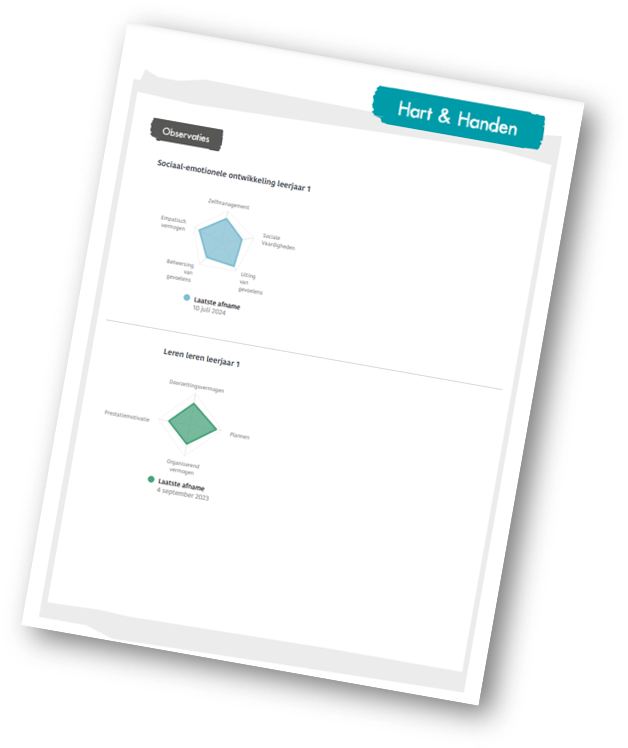 Hart & Handen
Observaties
Sociaal-emotionele ontwikkeling leerjaar 1
Zelfmanagement
Empatisch
vermogen
Sociale
Vaardigheden
Beheersing
van
gevoelens
Uiting
van
gevoelens
Laatste afname
10 juli 2024
Leren leren leerjaar 1
Doorzettingsvermogen
Prestatiemotivatie
Plannen
Organiserend
vermogen
Laatste afname
4 september 2023